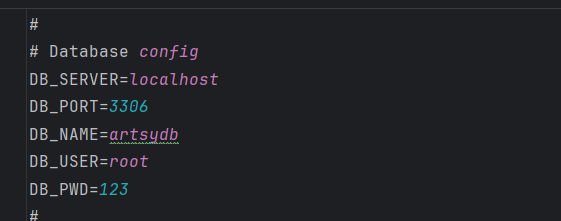 #
# Database config
DB_SERVER=localhost
DB_PORT=3306
DB_NAME=artsydb
DB_USER=root
DB_PWD=123
#